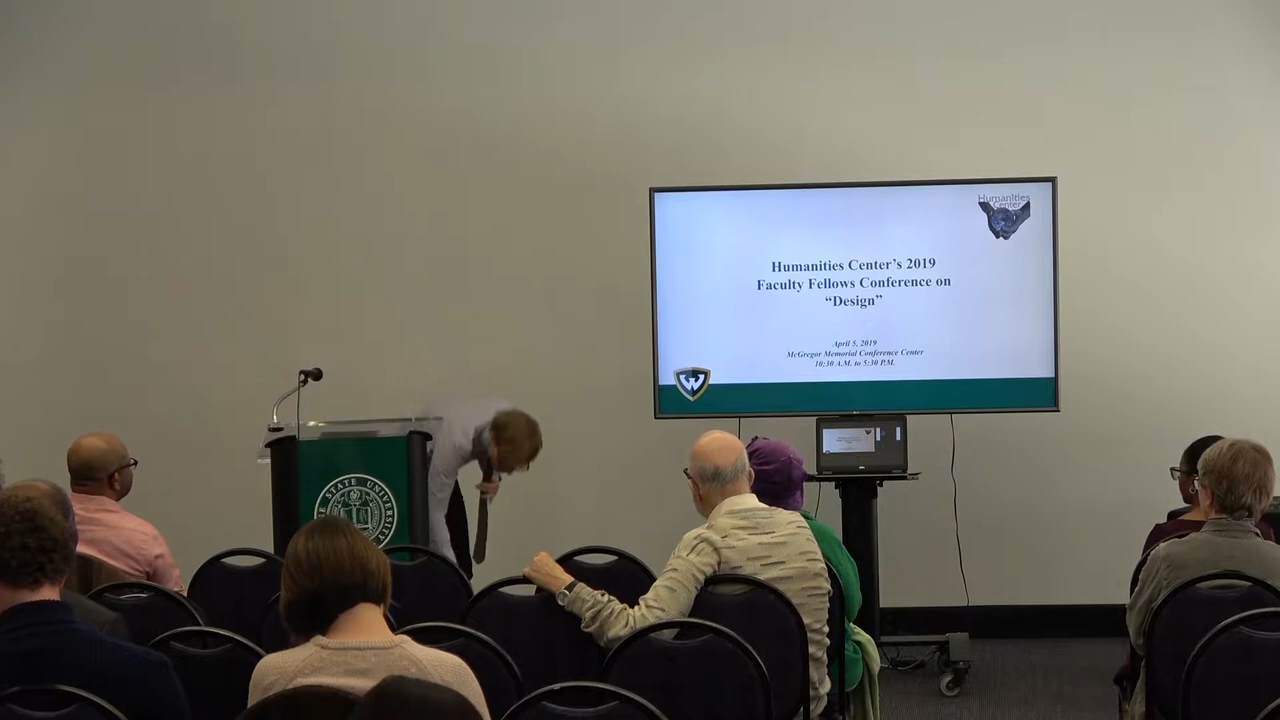 Humanities
Center
Humanities Center's 2019
Faculty Fellows Conference on
“Design”
April 5, 2019
McGregor Memorial Conference Center
10:30 A.M. to 5:30 P.M.
W
STATE UNIVERSITY